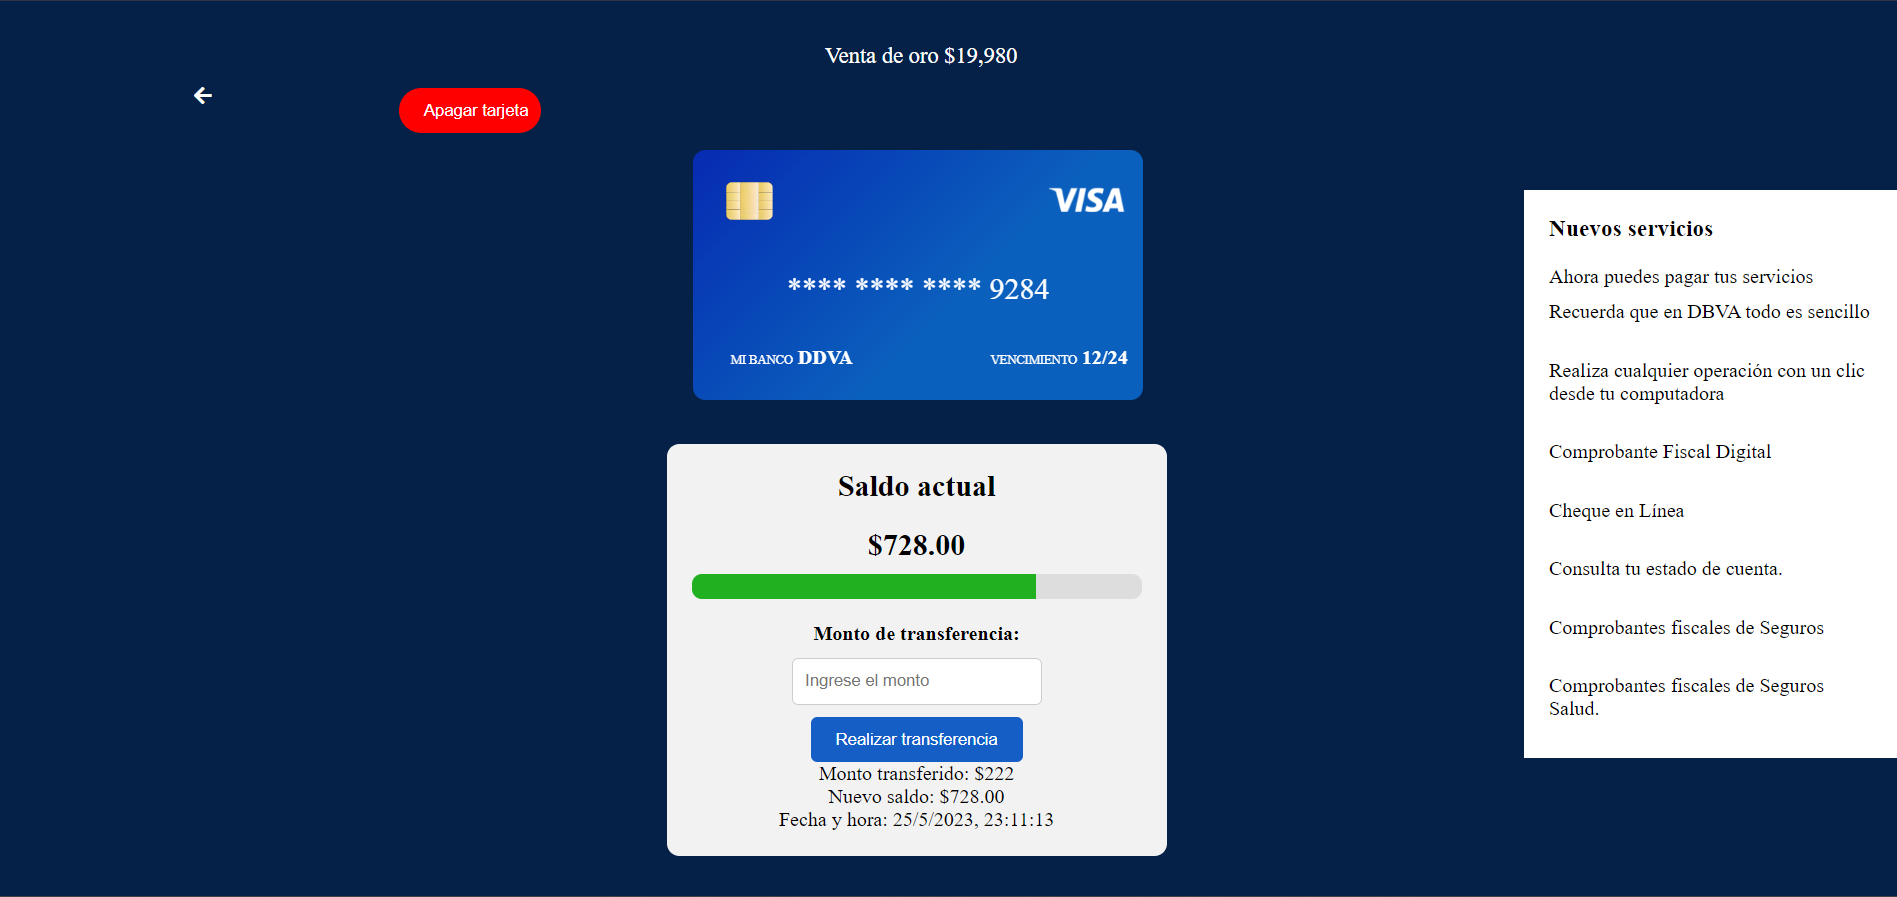 Venta de oro $19,980
Apagar tarjeta
VISA
**** **** **** 9284
MI BANCO DDVA
VENCIMIENTO 12/24
Saldo actual
$728.00
Monto de transferencia:
Ingrese el monto
Realizar transferencia
Monto transferido: $222
Nuevo saldo: $728.00
Fecha y hora: 25/5/2023, 23:11:13
Nuevos servicios
Ahora puedes pagar tus servicios
Recuerda que en DBVA todo es sencillo
Realiza cualquier operación con un clic
desde tu computadora
Comprobante Fiscal Digital
Cheque en Línea
Consulta tu estado de cuenta.
Comprobantes fiscales de Seguros
Comprobantes fiscales de Seguros
Salud.